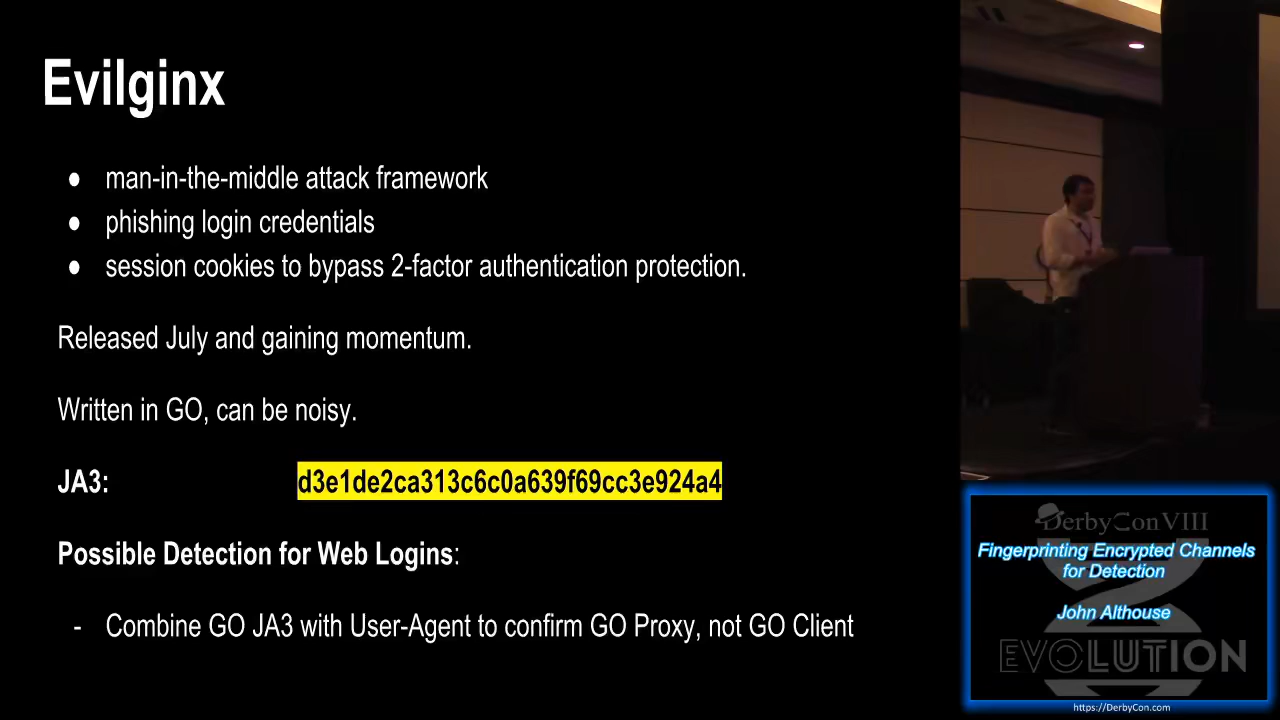 Evilginx
● man-in-the-middle attack framework
● phishing login credentials
● session cookies to bypass 2-factor authentication protection.
Released July and gaining momentum.
Written in GO, can be noisy.
JA3: d3e1de2ca313c6c0a639f69cc3e924a4
Possible Detection for Web Logins:
- Combine GO JA3 with User-Agent to confirm GO Proxy, not GO Client
DerbyCon VIII
Fingerprinting Encrypted Channels
for Detection
John Althouse
EVOLUTION
https://DerbyCon.com